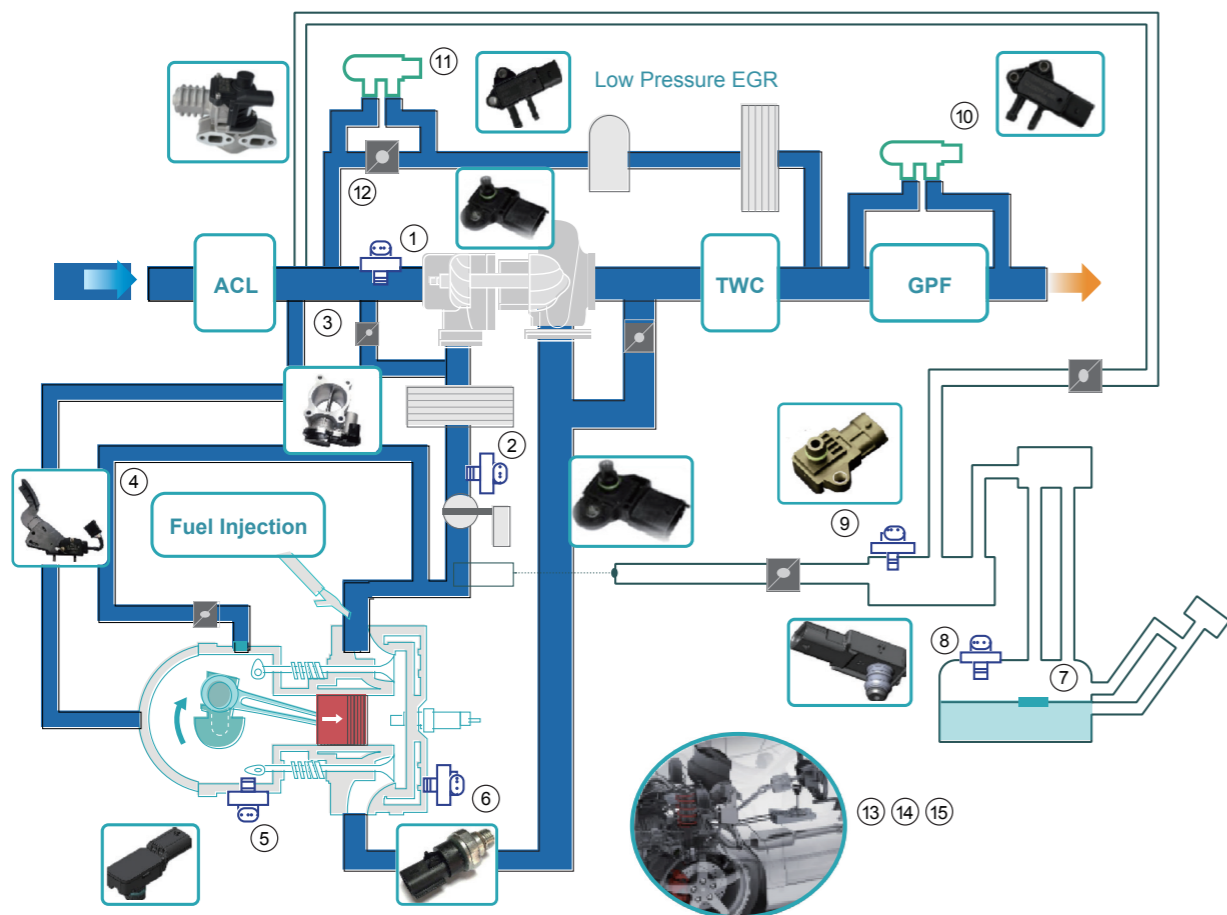 ⑪
Low Pressure EGR
⑩
⑫
①
ACL
TWC
GPF
③
②
④
Fuel Injection
⑨
⑧
⑦
⑥
⑤
⑬ ⑭ ⑮